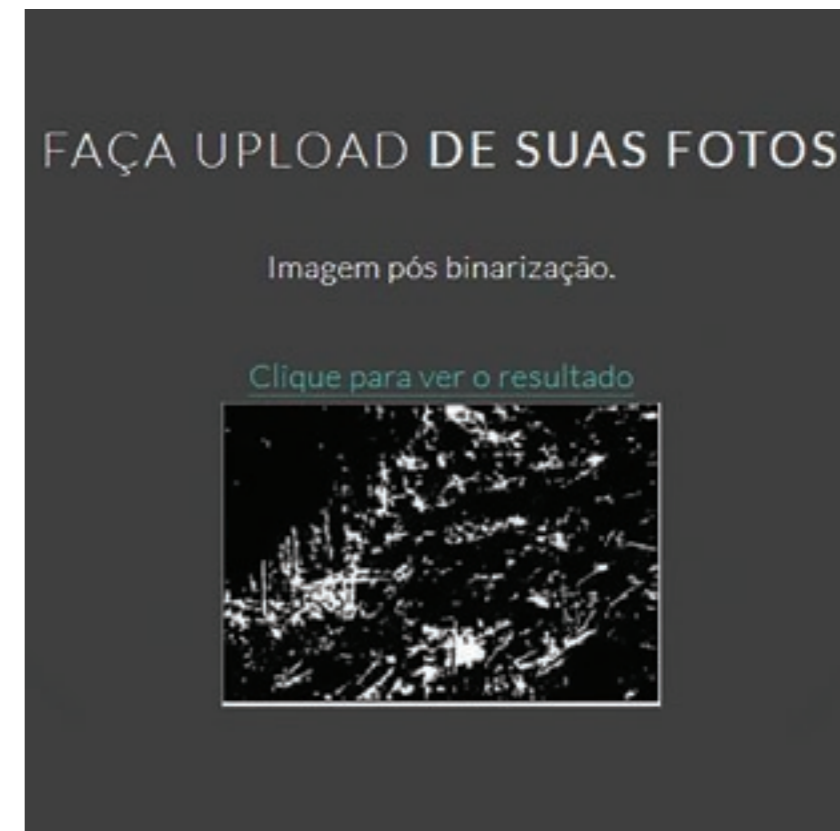 FAÇA UPLOAD DE SUAS FOTOS
Imagem pós binarização.
Clique para ver o resultado